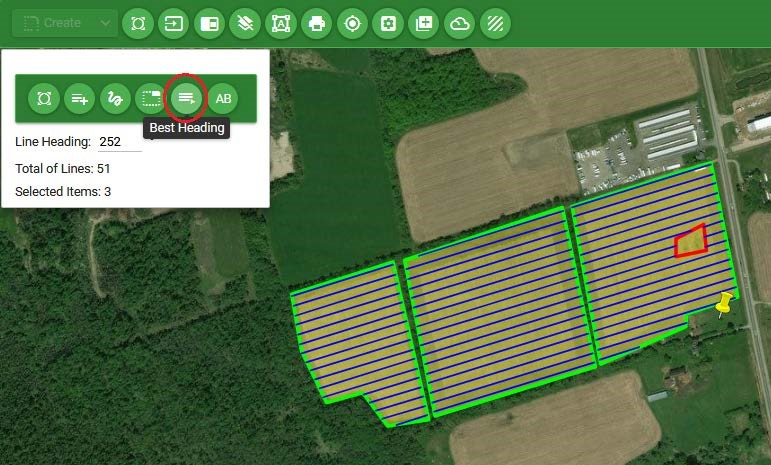 Create
A
AB
Best Heading
Line Heading: 252
Total of Lines: 51
Selected Items: 3